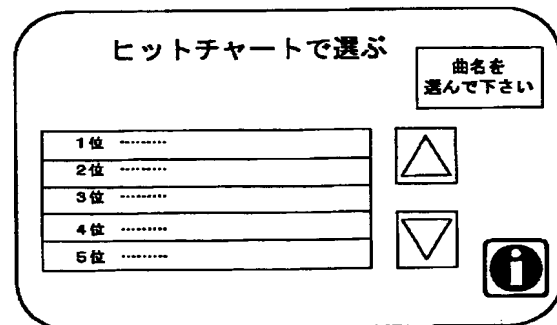 ヒットチャートで選ぶ
曲名を
選んで下さい
1位 ………
2位 ………
3位 ………
4位 ………
5位 ………
i